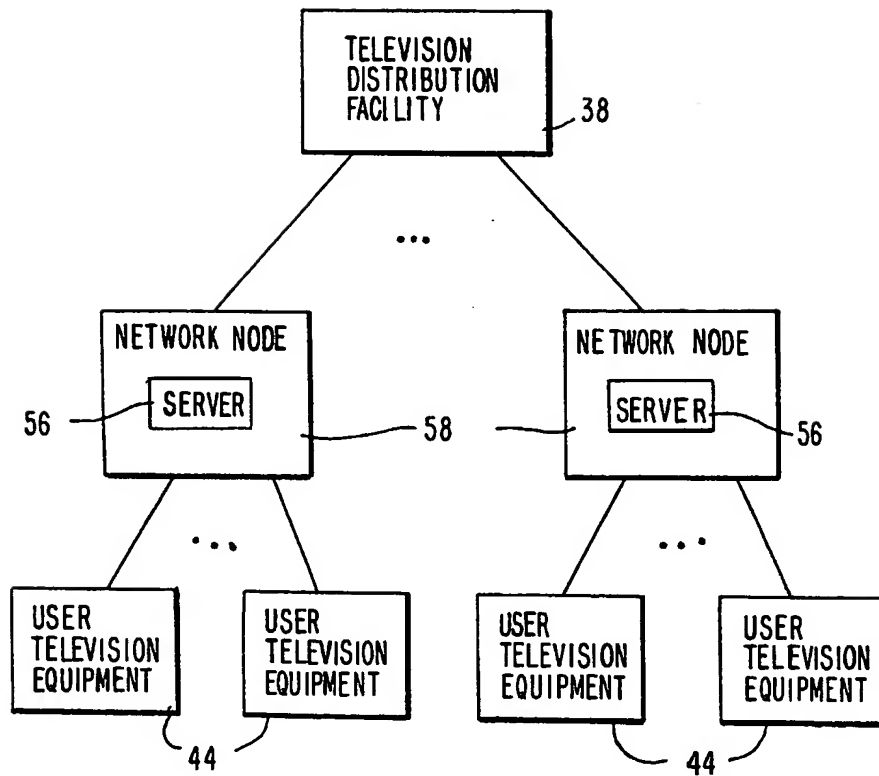 TELEVISION
DISTRIBUTION
FACILITY
38
...
NETWORK NODE
SERVER
56
58
NETWORK NODE
SERVER
56
...
...
USER
TELEVISION
EQUIPMENT
USER
TELEVISION
EQUIPMENT
44
USER
TELEVISION
EQUIPMENT
USER
TELEVISION
EQUIPMENT
44